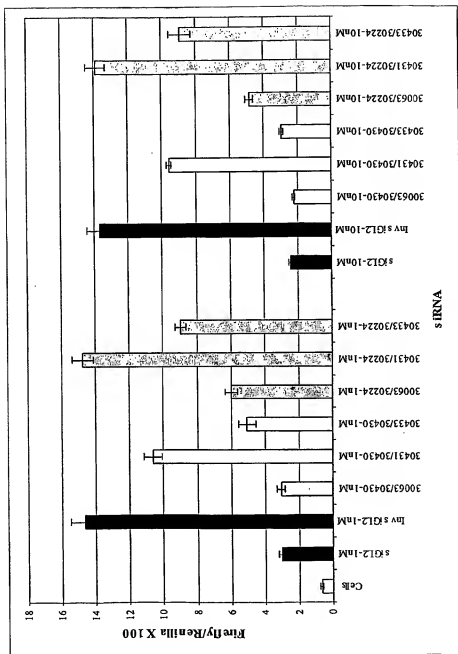 Firefly/Renilla X 100
18
16
14
12
10
8
6
4
2
0
Cells
siGL2-1nM
Inv siGL2-1nM
30063/30430-1nM
30431/30430-1nM
30433/30430-1nM
30063/30224-1nM
30431/30224-1nM
30433/30224-1nM
siGL2-10nM
Inv siGL2-10nM
30063/30430-10nM
30431/30430-10nM
30433/30430-10nM
30063/30224-10nM
30431/30224-10nM
30433/30224-10nM
siRNA